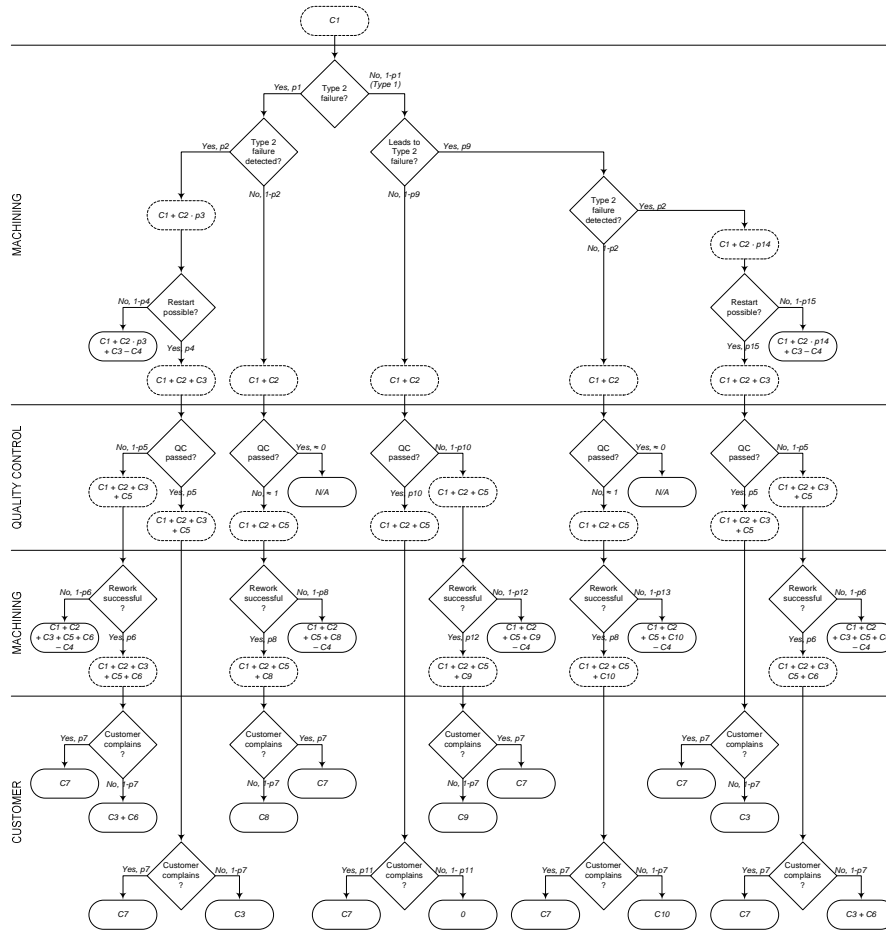 C1
No, 1-p1
(Type 1)
Yes, p1
Type 2
failure?
Yes, p2
Type 2
failure
detected?
Leads to
Type 2
failure?
Yes, p9
No, 1-p2
No, 1-p9
Type 2
failure
detected?
Yes, p2
C1 + C2 · p3
No, 1-p2
C1 + C2 · p14
MACHINING
No, 1-p4
Restart
possible?
Restart
possible?
No, 1-p15
C1 + C2 · p3
+ C3 – C4
Yes, p4
Yes, p15
C1 + C2 · p14
+ C3 – C4
C1 + C2 + C3
C1 + C2
C1 + C2
C1 + C2
C1 + C2 + C3
QUALITY CONTROL
No, 1-p5
QC
passed?
QC
passed?
Yes, ≈ 0
QC
passed?
No, 1-p10
QC
passed?
Yes, ≈ 0
QC
passed?
No, 1-p5
C1 + C2 + C3
+ C5
Yes, p5
No, ≈ 1
N/A
Yes, p10
C1 + C2 + C5
No, ≈ 1
N/A
Yes, p5
C1 + C2 + C3
+ C5
C1 + C2 + C3
+ C5
C1 + C2 + C5
C1 + C2 + C5
C1 + C2 + C5
C1 + C2 + C3
+ C5
MACHINING
No, 1-p6
Rework
successful
?
Rework
successful
?
No, 1-p8
Rework
successful
?
No, 1-p12
Rework
successful
?
No, 1-p13
Rework
successful
?
No, 1-p6
C1 + C2
+ C3 + C5 + C6
– C4
Yes, p6
Yes, p8
C1 + C2
+ C5 + C8
– C4
Yes, p12
C1 + C2
+ C5 + C9
– C4
Yes, p8
C1 + C2
+ C5 + C10
– C4
Yes, p6
C1 + C2
+ C3 + C5 + C
– C4
C1 + C2 + C3
+ C5 + C6
C1 + C2 + C5
+ C8
C1 + C2 + C5
+ C9
C1 + C2 + C5
+ C10
C1 + C2 + C3
C5 + C6
CUSTOMER
Yes, p7
Customer
complains
?
Customer
complains
?
Yes, p7
Customer
complains
?
Yes, p7
Yes, p7
Customer
complains
?
C7
No, 1-p7
No, 1-p7
C7
No, 1-p7
C7
C7
No, 1-p7
C3 + C6
C8
C9
C3
Yes, p7
Customer
complains
?
No, 1-p7
Yes, p11
Customer
complains
?
No, 1- p11
Yes, p7
Customer
complains
?
No, 1-p7
Yes, p7
Customer
complains
?
No, 1-p7
C7
C3
C7
0
C7
C10
C7
C3 + C6